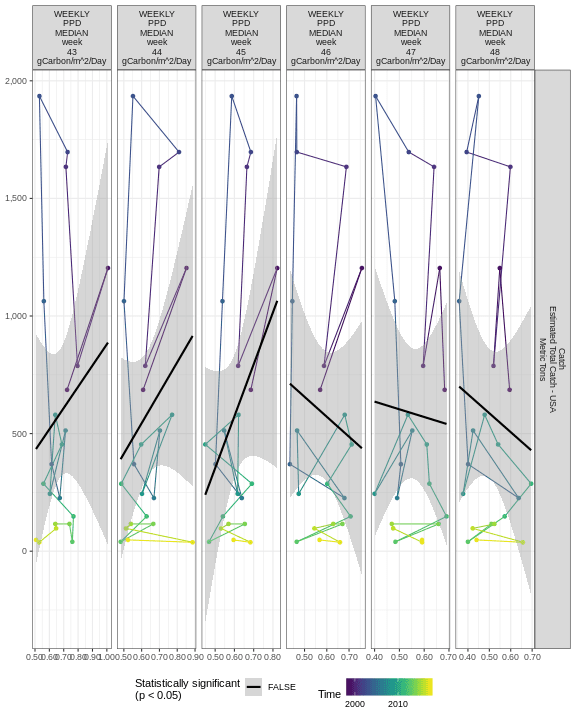 WEEKLY
PPD
MEDIAN
week
43
gCarbon/m^2/Day
WEEKLY
PPD
MEDIAN
week
44
gCarbon/m^2/Day
WEEKLY
PPD
MEDIAN
week
45
gCarbon/m^2/Day
WEEKLY
PPD
MEDIAN
week
46
gCarbon/m^2/Day
WEEKLY
PPD
MEDIAN
week
47
gCarbon/m^2/Day
WEEKLY
PPD
MEDIAN
week
48
gCarbon/m^2/Day
2,000
1,500
1,000
500
0
Catch
Estimated Total Catch - USA
Metric Tons
0.50 0.60 0.70 0.80 0.90 1.00
0.50 0.60 0.70 0.80 0.90
0.50 0.60 0.70 0.80
0.50 0.60 0.70
0.40 0.50 0.60 0.70
0.40 0.50 0.60 0.70
Statistically significant
(p < 0.05)
FALSE
Time
2000 2010